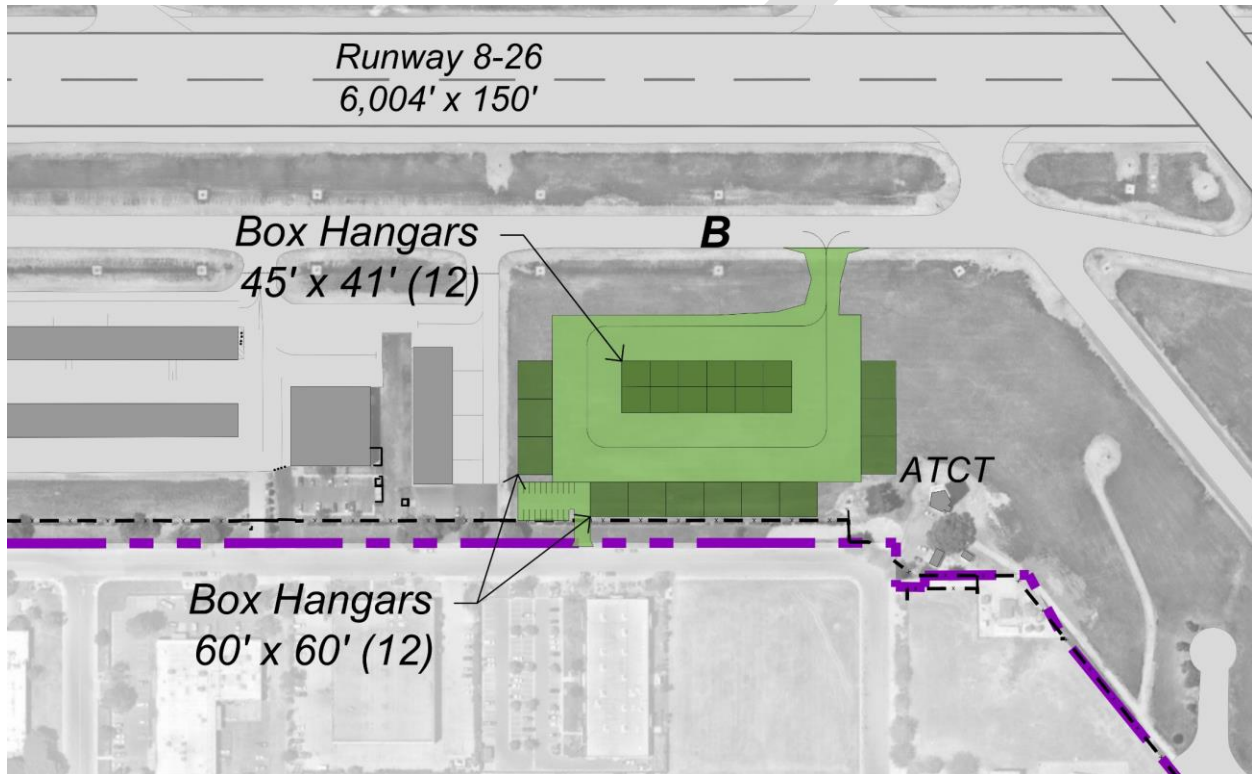 Runway 8-26
6,004' x 150'
Box Hangars
45' x 41' (12)
B
ATCT
Box Hangars
60' x 60' (12)